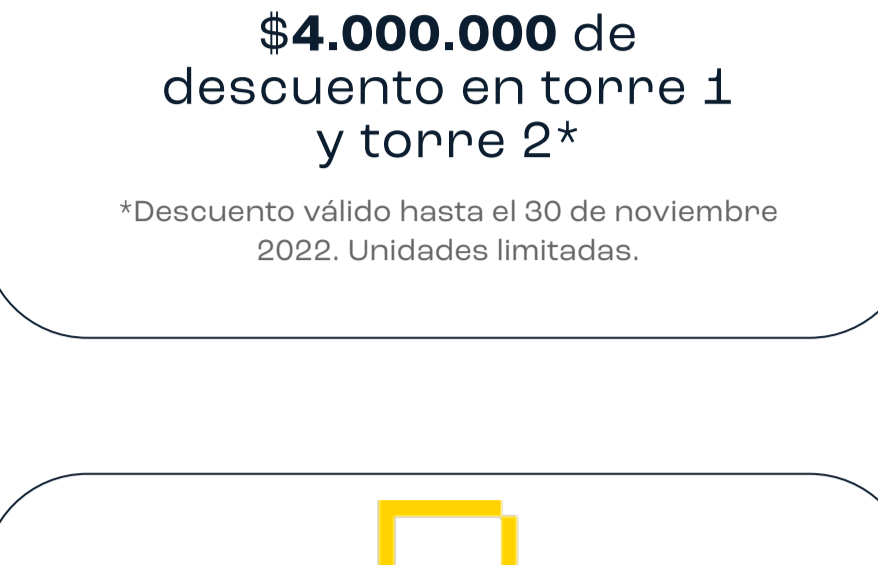 $4.000.000 de
descuento en torre 1
y torre 2*
*Descuento válido hasta el 30 de noviembre
2022. Unidades limitadas.